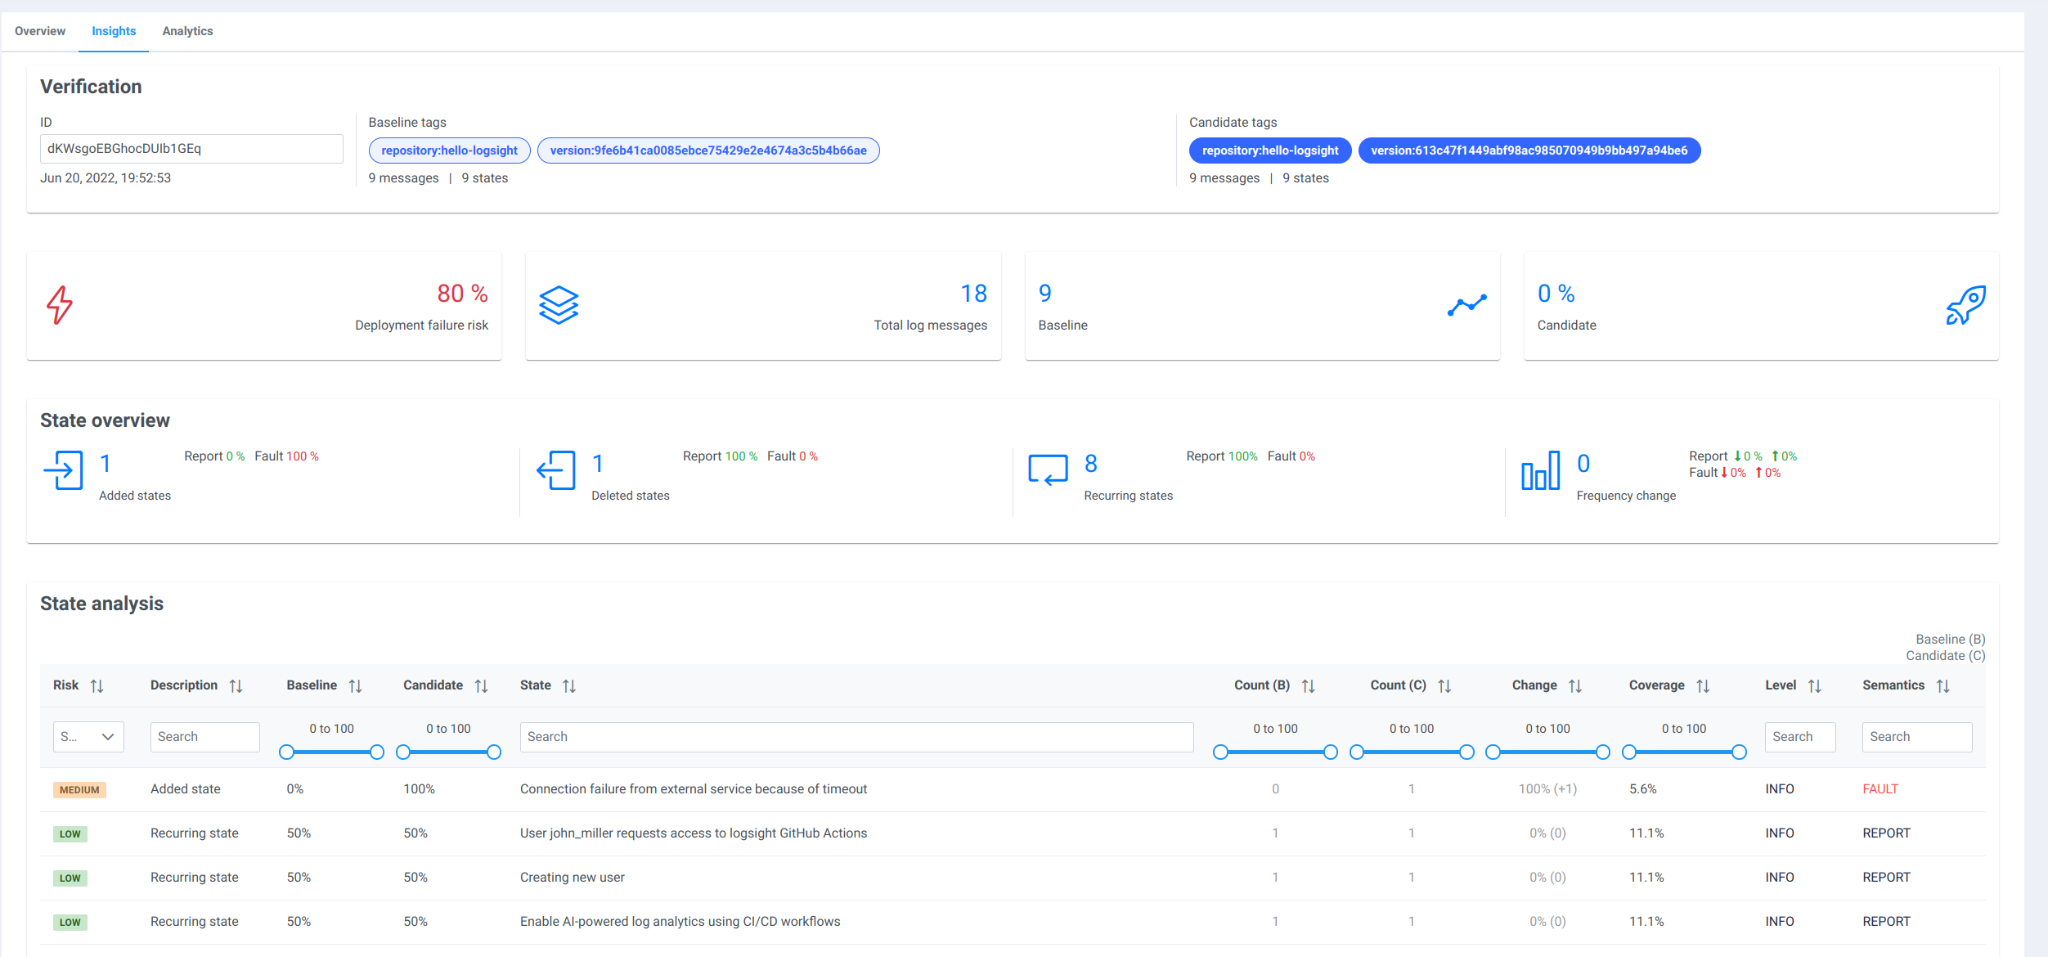 Overview Insights Analytics
Verification
ID
dKWsgoEBGhocDUIb1GEq
Jun 20, 2022, 19:52:53
Baseline tags
repository:hello-logsight version:9fe6b41ca0085ebce75429e2e4674a3c5b4b66ae
9 messages | 9 states
Candidate tags
repository:hello-logsight version:613c47f1449abf98ac985070949b9bb497a94be6
9 messages | 9 states
80 %
Deployment failure risk
18
Total log messages
9
Baseline
0 %
Candidate
State overview
1 Report 0 % Fault 100 %
Added states
1 Report 100 % Fault 0 %
Deleted states
8 Report 100% Fault 0%
Recurring states
0 Report ↓0 % ↑0%
Fault ↓0% ↑0%
Frequency change
State analysis
Baseline (B)
Candidate (C)
Risk Description Baseline Candidate State Count (B) Count (C) Change Coverage Level Semantics
S... Search 0 to 100 0 to 100 Search 0 to 100 0 to 100 0 to 100 0 to 100 Search Search
MEDIUM Added state 0% 100% Connection failure from external service because of timeout 0 1 100% (+1) 5.6% INFO FAULT
LOW Recurring state 50% 50% User john_miller requests access to logsight GitHub Actions 1 1 0% (0) 11.1% INFO REPORT
LOW Recurring state 50% 50% Creating new user 1 1 0% (0) 11.1% INFO REPORT
LOW Recurring state 50% 50% Enable AI-powered log analytics using CI/CD workflows 1 1 0% (0) 11.1% INFO REPORT